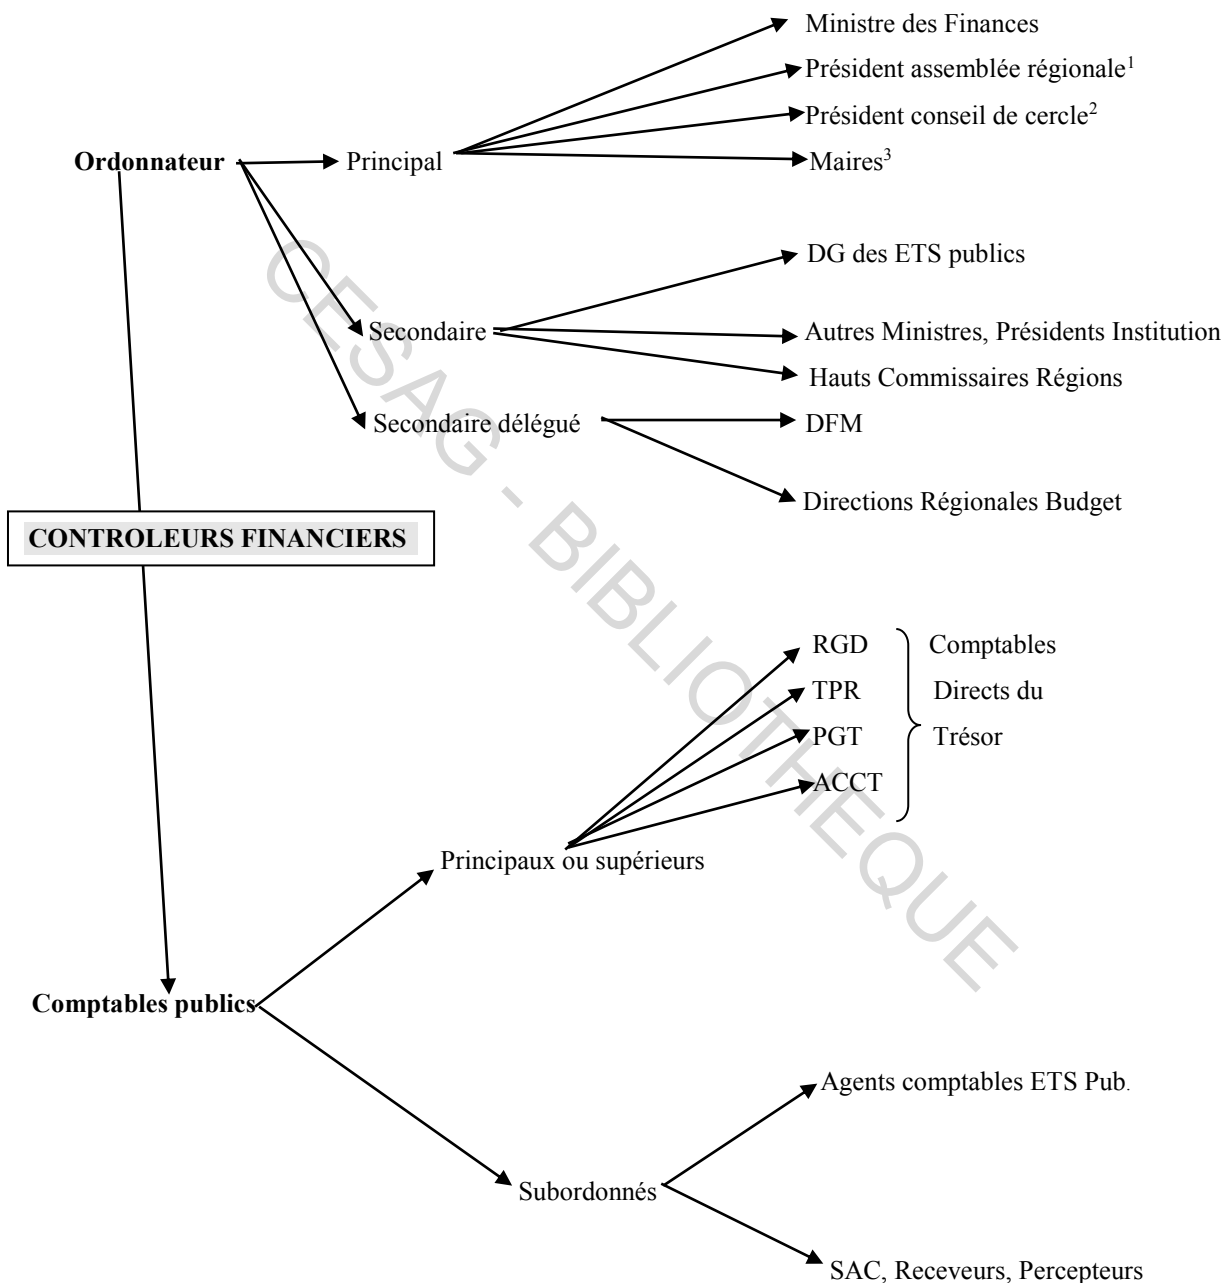 Ministre des Finances
Président assemblée régionale1
Président conseil de cercle2
Ordonnateur Principal Maires3
DG des ETS publics
Secondaire Autres Ministres, Présidents Institution
Hauts Commissaires Régions
Secondaire délégué DFM
Directions Régionales Budget
CONTROLEURS FINANCIERS
RGD Comptables
TPR Directs du
PGT Trésor
ACCT
Principaux ou supérieurs
Comptables publics
Agents comptables ETS Pub.
Subordonnés
SAC, Receveurs, Percepteurs
CESAG - BIBLIOTHEQUE